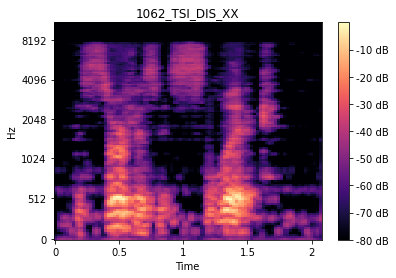 1062_TSI_DIS_XX
8192
4096
2048
1024
512
0
Hz
0
0.5
1
1.5
2
Time
-10 dB
-20 dB
-30 dB
-40 dB
-50 dB
-60 dB
-70 dB
-80 dB